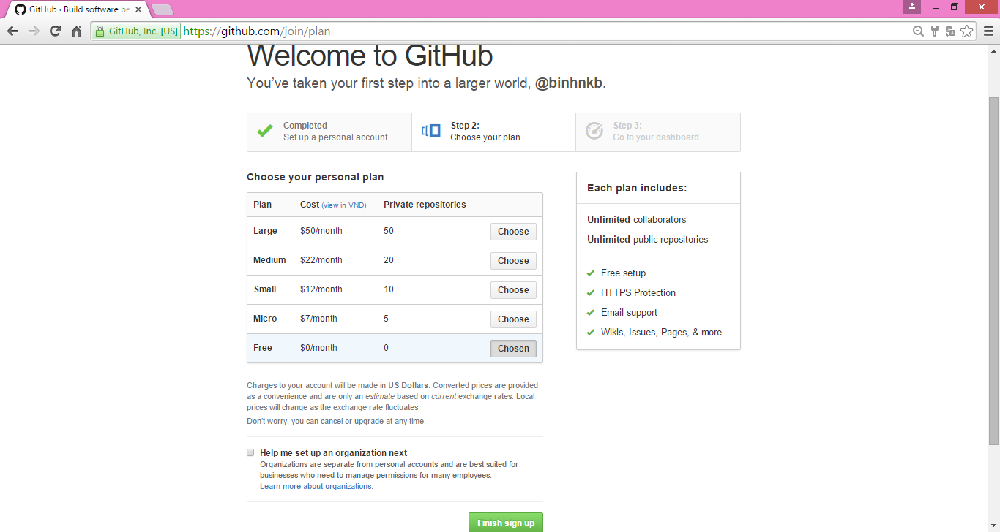 GitHub · Build software be
GitHub, Inc. [US] https://github.com/join/plan
Welcome to GitHub
You've taken your first step into a larger world, @binhnkb.
Completed
Set up a personal account
Step 2:
Choose your plan
Step 3:
Go to your dashboard
Choose your personal plan
Plan Cost (view in VND) Private repositories
Large $50/month 50 Choose
Medium $22/month 20 Choose
Small $12/month 10 Choose
Micro $7/month 5 Choose
Free $0/month 0 Chosen
Charges to your account will be made in US Dollars. Converted prices are provided
as a convenience and are only an estimate based on current exchange rates. Local
prices will change as the exchange rate fluctuates.
Don't worry, you can cancel or upgrade at any time.
Help me set up an organization next
Organizations are separate from personal accounts and are best suited for
businesses who need to manage permissions for many employees.
Learn more about organizations.
Finish sign up
Each plan includes:
Unlimited collaborators
Unlimited public repositories
Free setup
HTTPS Protection
Email support
Wikis, Issues, Pages, & more